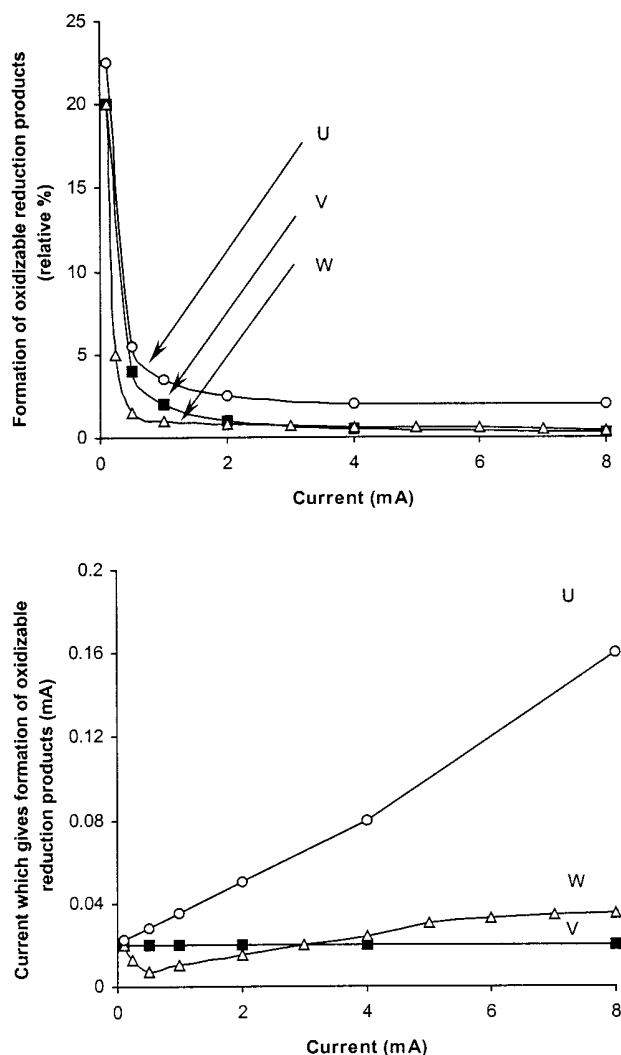 Formation of oxidizable reduction products
(relative %)
25
20
15
10
5
0
U
V
W
0
2
4
6
8
Current (mA)
Current which gives formation of oxidizable
reduction products (mA)
0.2
0.16
0.12
0.08
0.04
0
U
W
V
0
2
4
6
8
Current (mA)